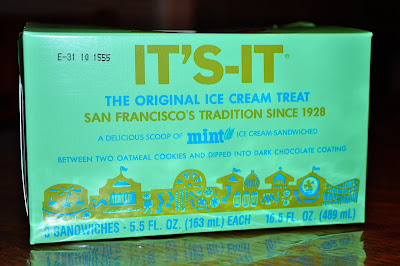 E-31 10 1555
IT'S-IT®
THE ORIGINAL ICE CREAM TREAT
SAN FRANCISCO'S TRADITION SINCE 1928
A DELICIOUS SCOOP OF mint ICE CREAM SANDWICHED
BETWEEN TWO OATMEAL COOKIES AND DIPPED INTO DARK CHOCOLATE COATING.
3 SANDWICHES - 5.5 FL. OZ. (163 mL) EACH 16.5 FL. OZ. (489 mL)